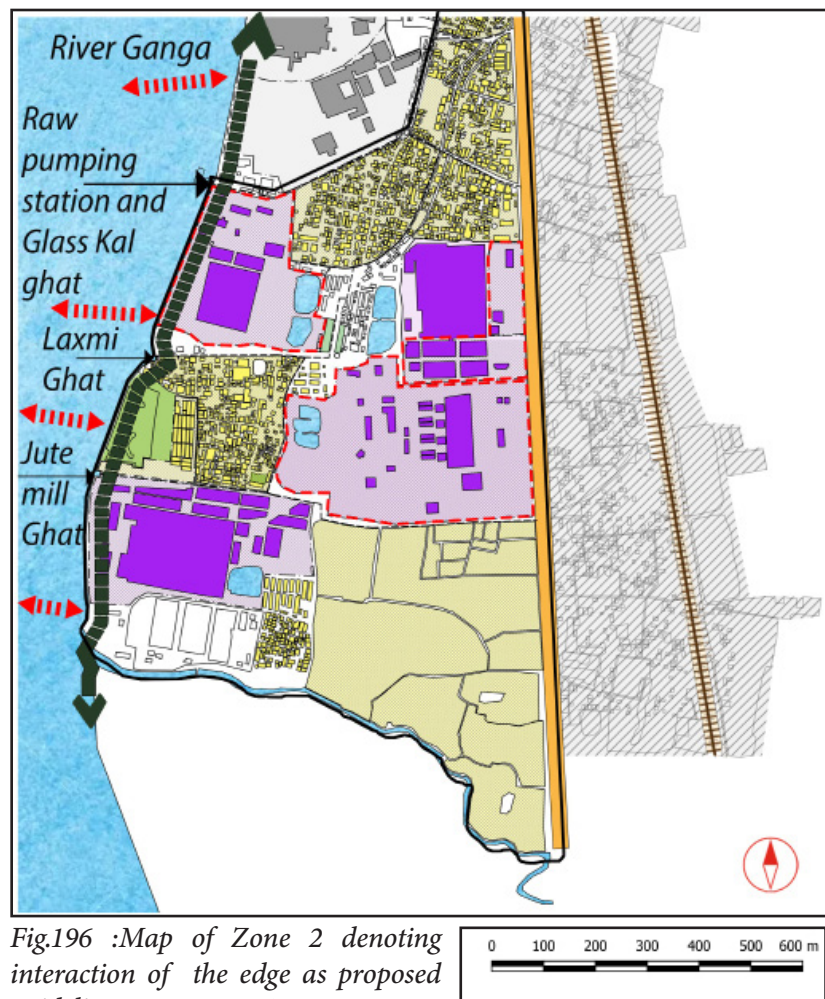 River Ganga
Raw
pumping
station and
Glass Kal
ghat
Laxmi
Ghat
Jute
mill
Ghat
Fig.196 :Map of Zone 2 denoting
interaction of the edge as proposed
0 100 200 300 400 500 600 m